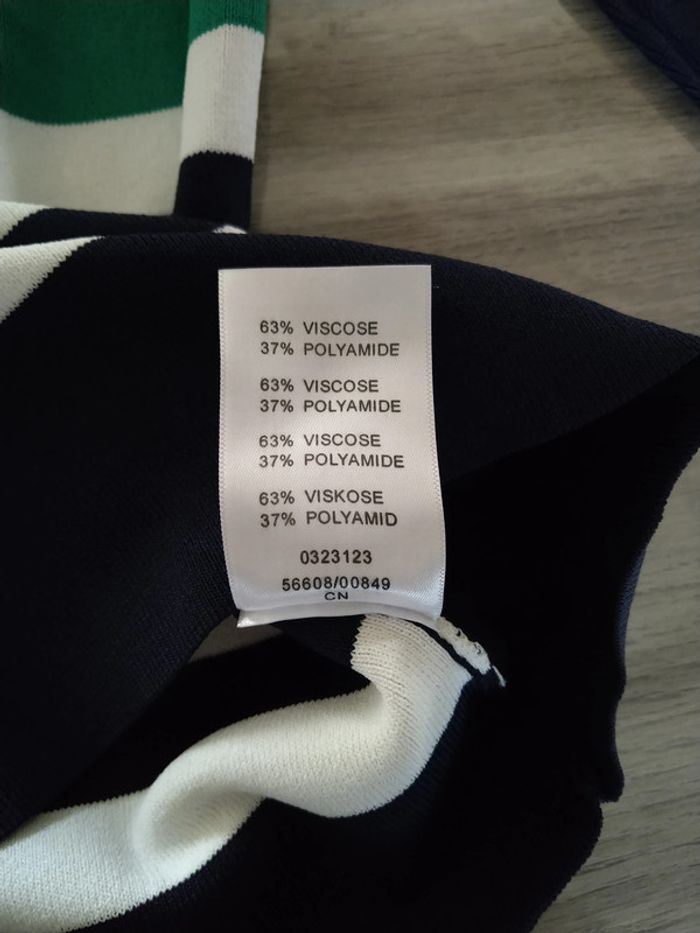 63% VISCOSE
37% POLYAMIDE
63% VISCOSE
37% POLYAMIDE
63% VISCOSE
37% POLYAMIDE
63% VISKOSE
37% POLYAMID
0323123
56608/00849
CN